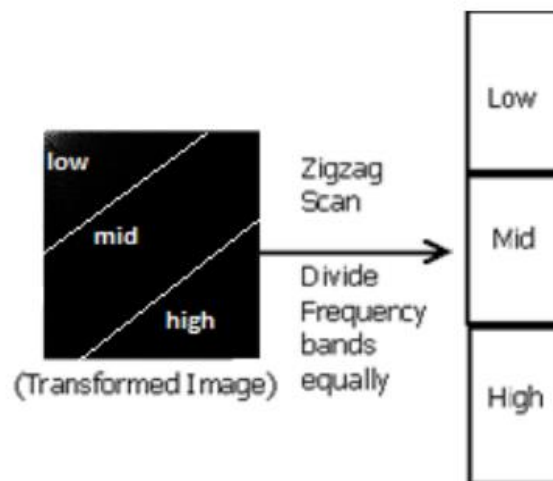 low
mid
high
(Transformed Image)
Zigzag
Scan
Divide
Frequency
bands
equally
Low
Mid
High